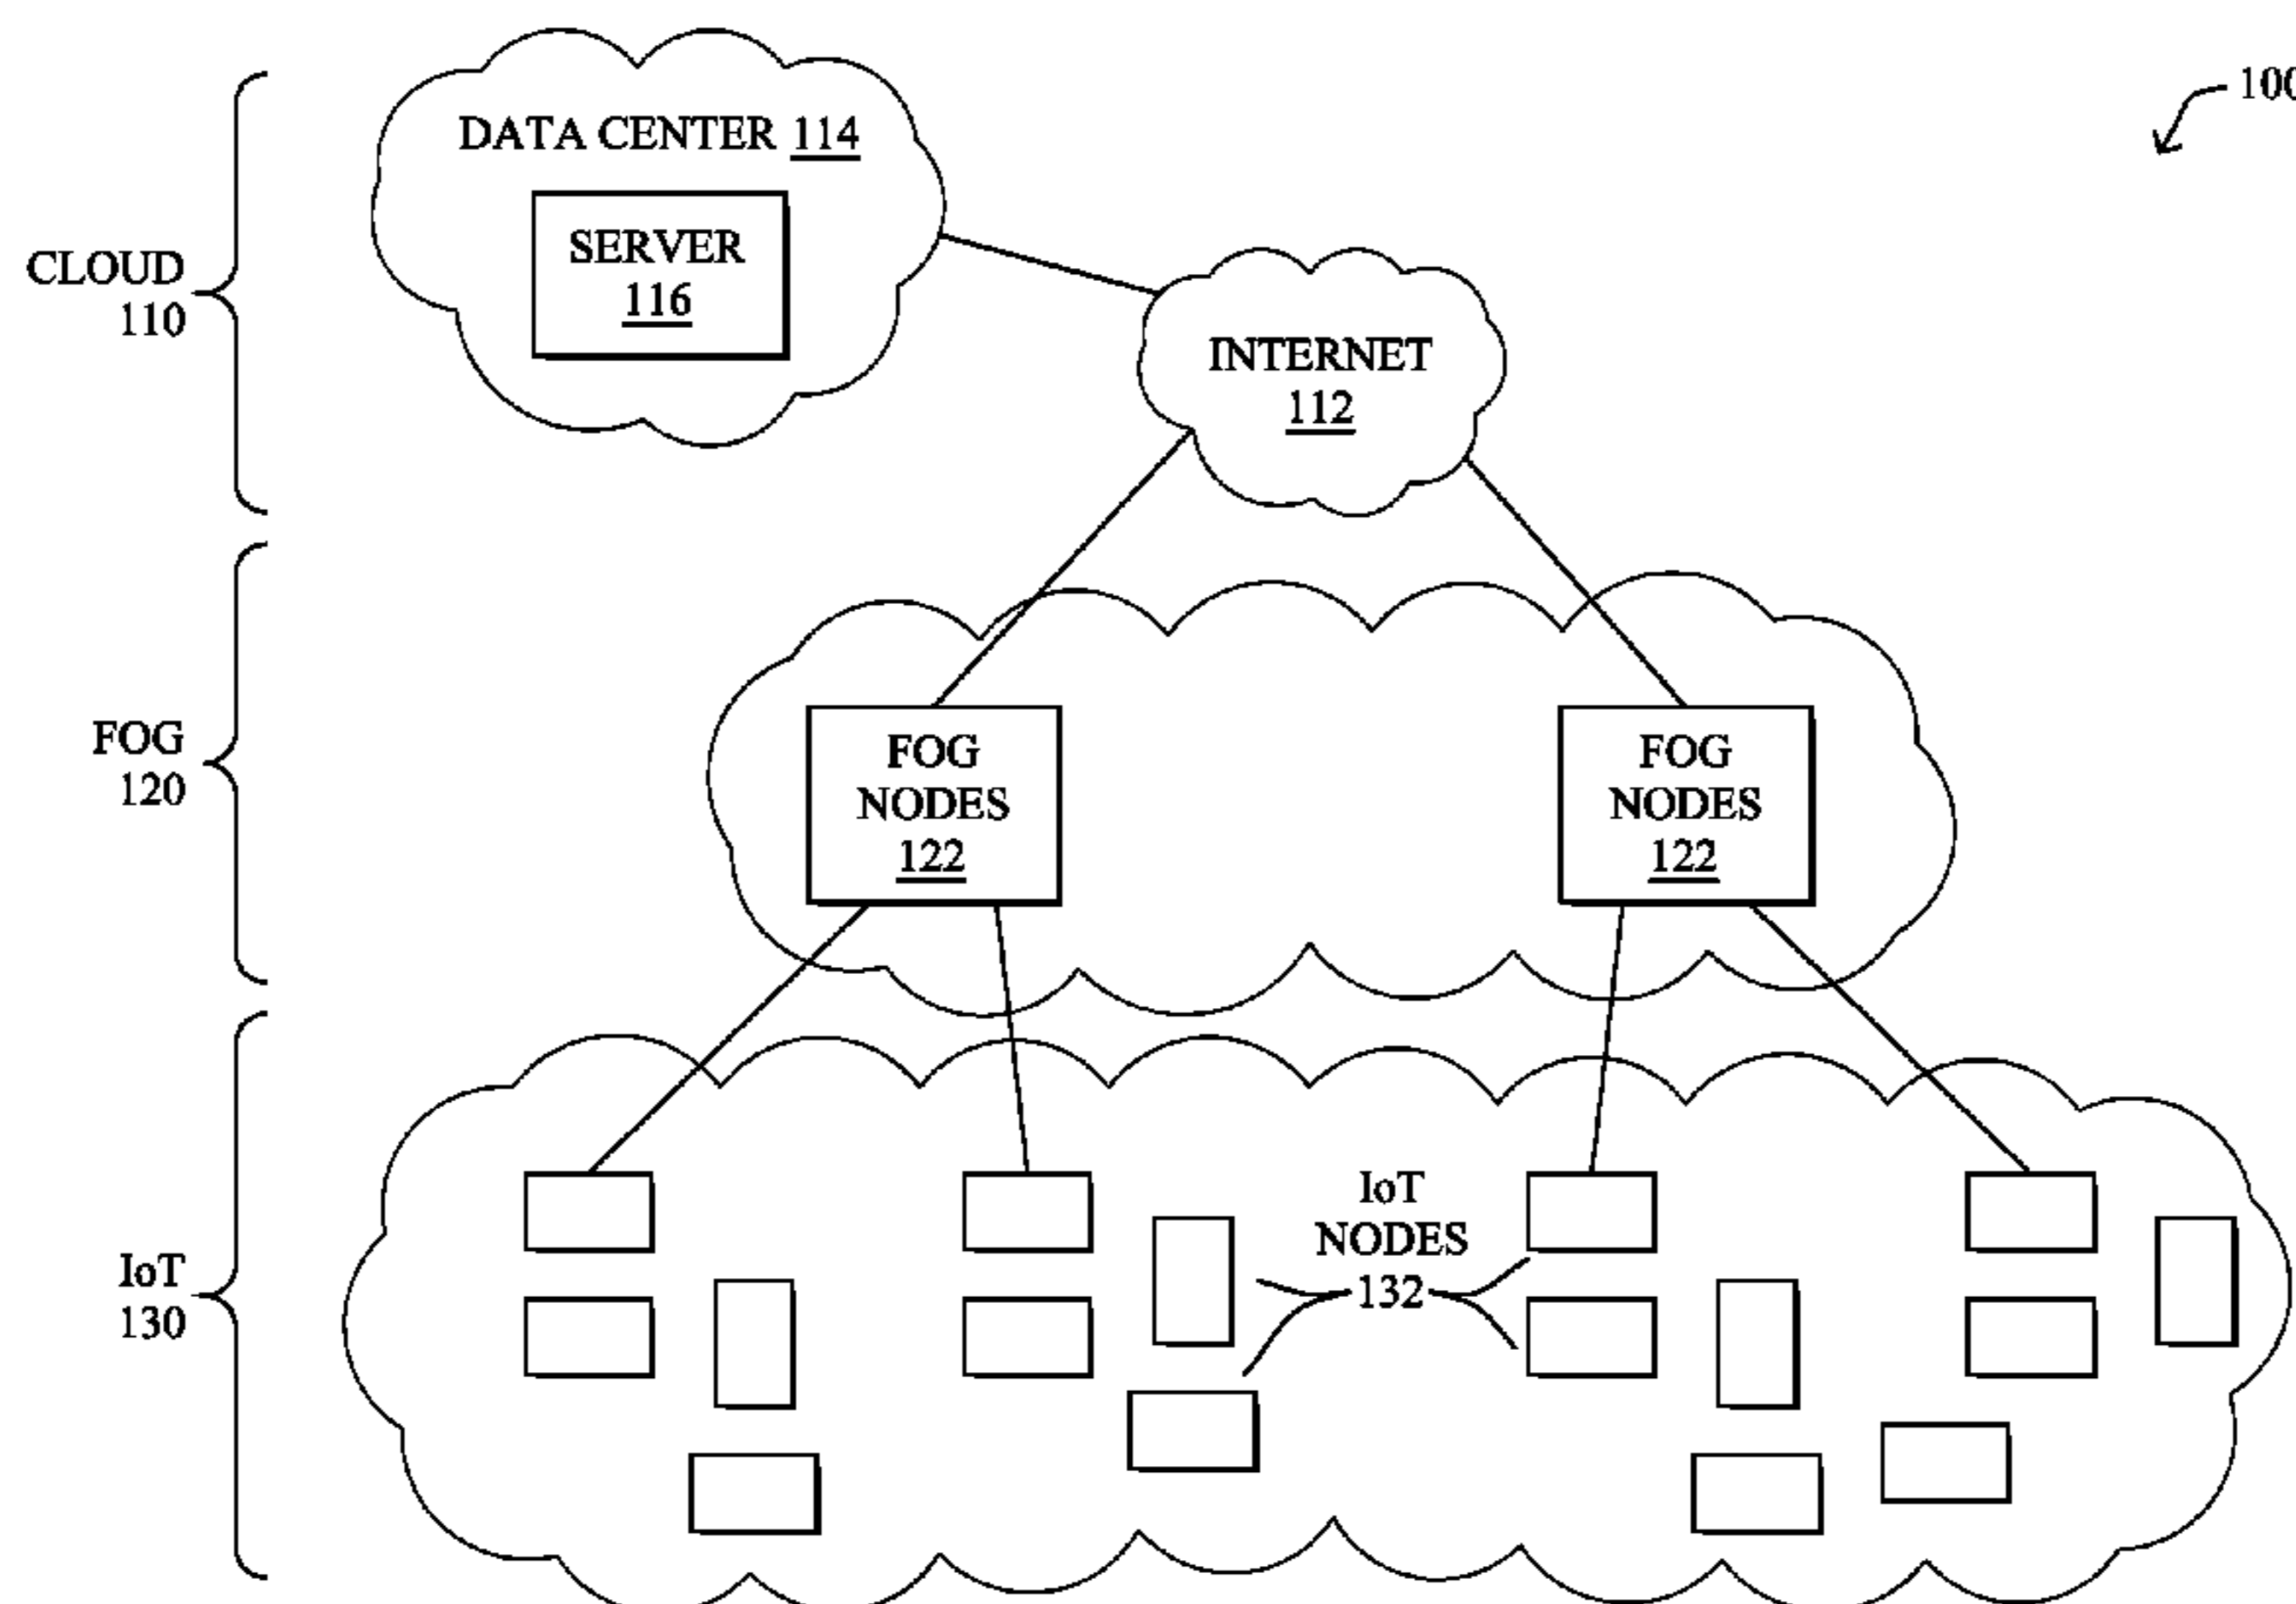 100
DATA CENTER 114
SERVER
116
CLOUD
110
INTERNET
112
FOG
120
FOG
NODES
122
FOG
NODES
122
IoT
130
IoT
NODES
132